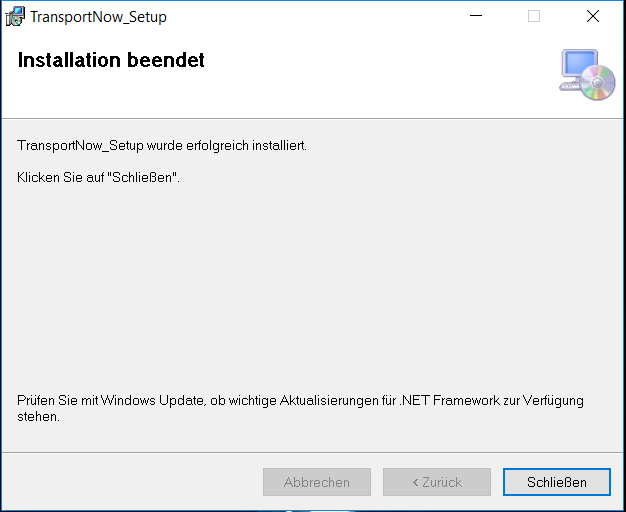 TransportNow_Setup
Installation beendet
TransportNow_Setup wurde erfolgreich installiert.
Klicken Sie auf "Schließen".
Prüfen Sie mit Windows Update, ob wichtige Aktualisierungen für .NET Framework zur Verfügung
stehen.
Abbrechen < Zurück Schließen